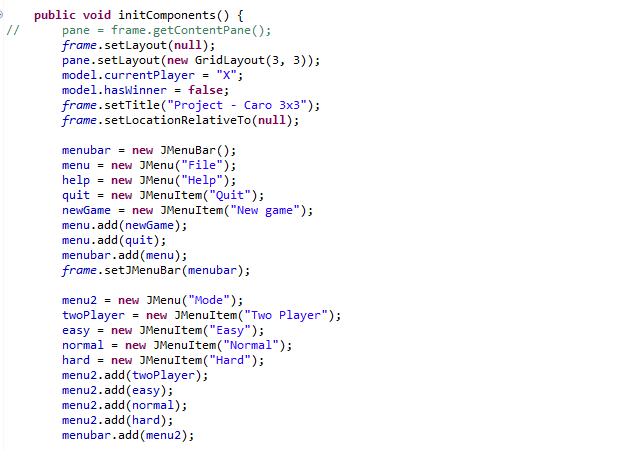 public void initComponents() {
//      pane = frame.getContentPane();
        frame.setLayout(null);
        pane.setLayout(new GridLayout(3, 3));
        model.currentPlayer = "X";
        model.hasWinner = false;
        frame.setTitle("Project - Caro 3x3");
        frame.setLocationRelativeTo(null);

        menubar = new JMenuBar();
        menu = new JMenu("File");
        help = new JMenu("Help");
        quit = new JMenuItem("Quit");
        newGame = new JMenuItem("New game");
        menu.add(newGame);
        menu.add(quit);
        menubar.add(menu);
        frame.setJMenuBar(menubar);

        menu2 = new JMenu("Mode");
        twoPlayer = new JMenuItem("Two Player");
        easy = new JMenuItem("Easy");
        normal = new JMenuItem("Normal");
        hard = new JMenuItem("Hard");
        menu2.add(twoPlayer);
        menu2.add(easy);
        menu2.add(normal);
        menu2.add(hard);
        menubar.add(menu2);